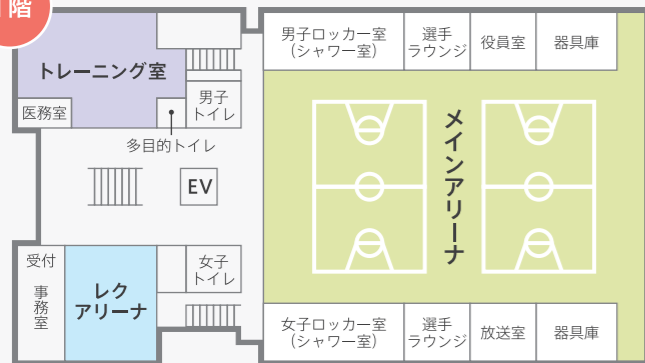 1階
トレーニング室
医務室
男子
トイレ
多目的トイレ
EV
受付
事務室
レク
アリーナ
女子
トイレ
男子ロッカー室
(シャワー室)
選手
ラウンジ
役員室
器具庫
メインアリーナ
女子ロッカー室
(シャワー室)
選手
ラウンジ
放送室
器具庫